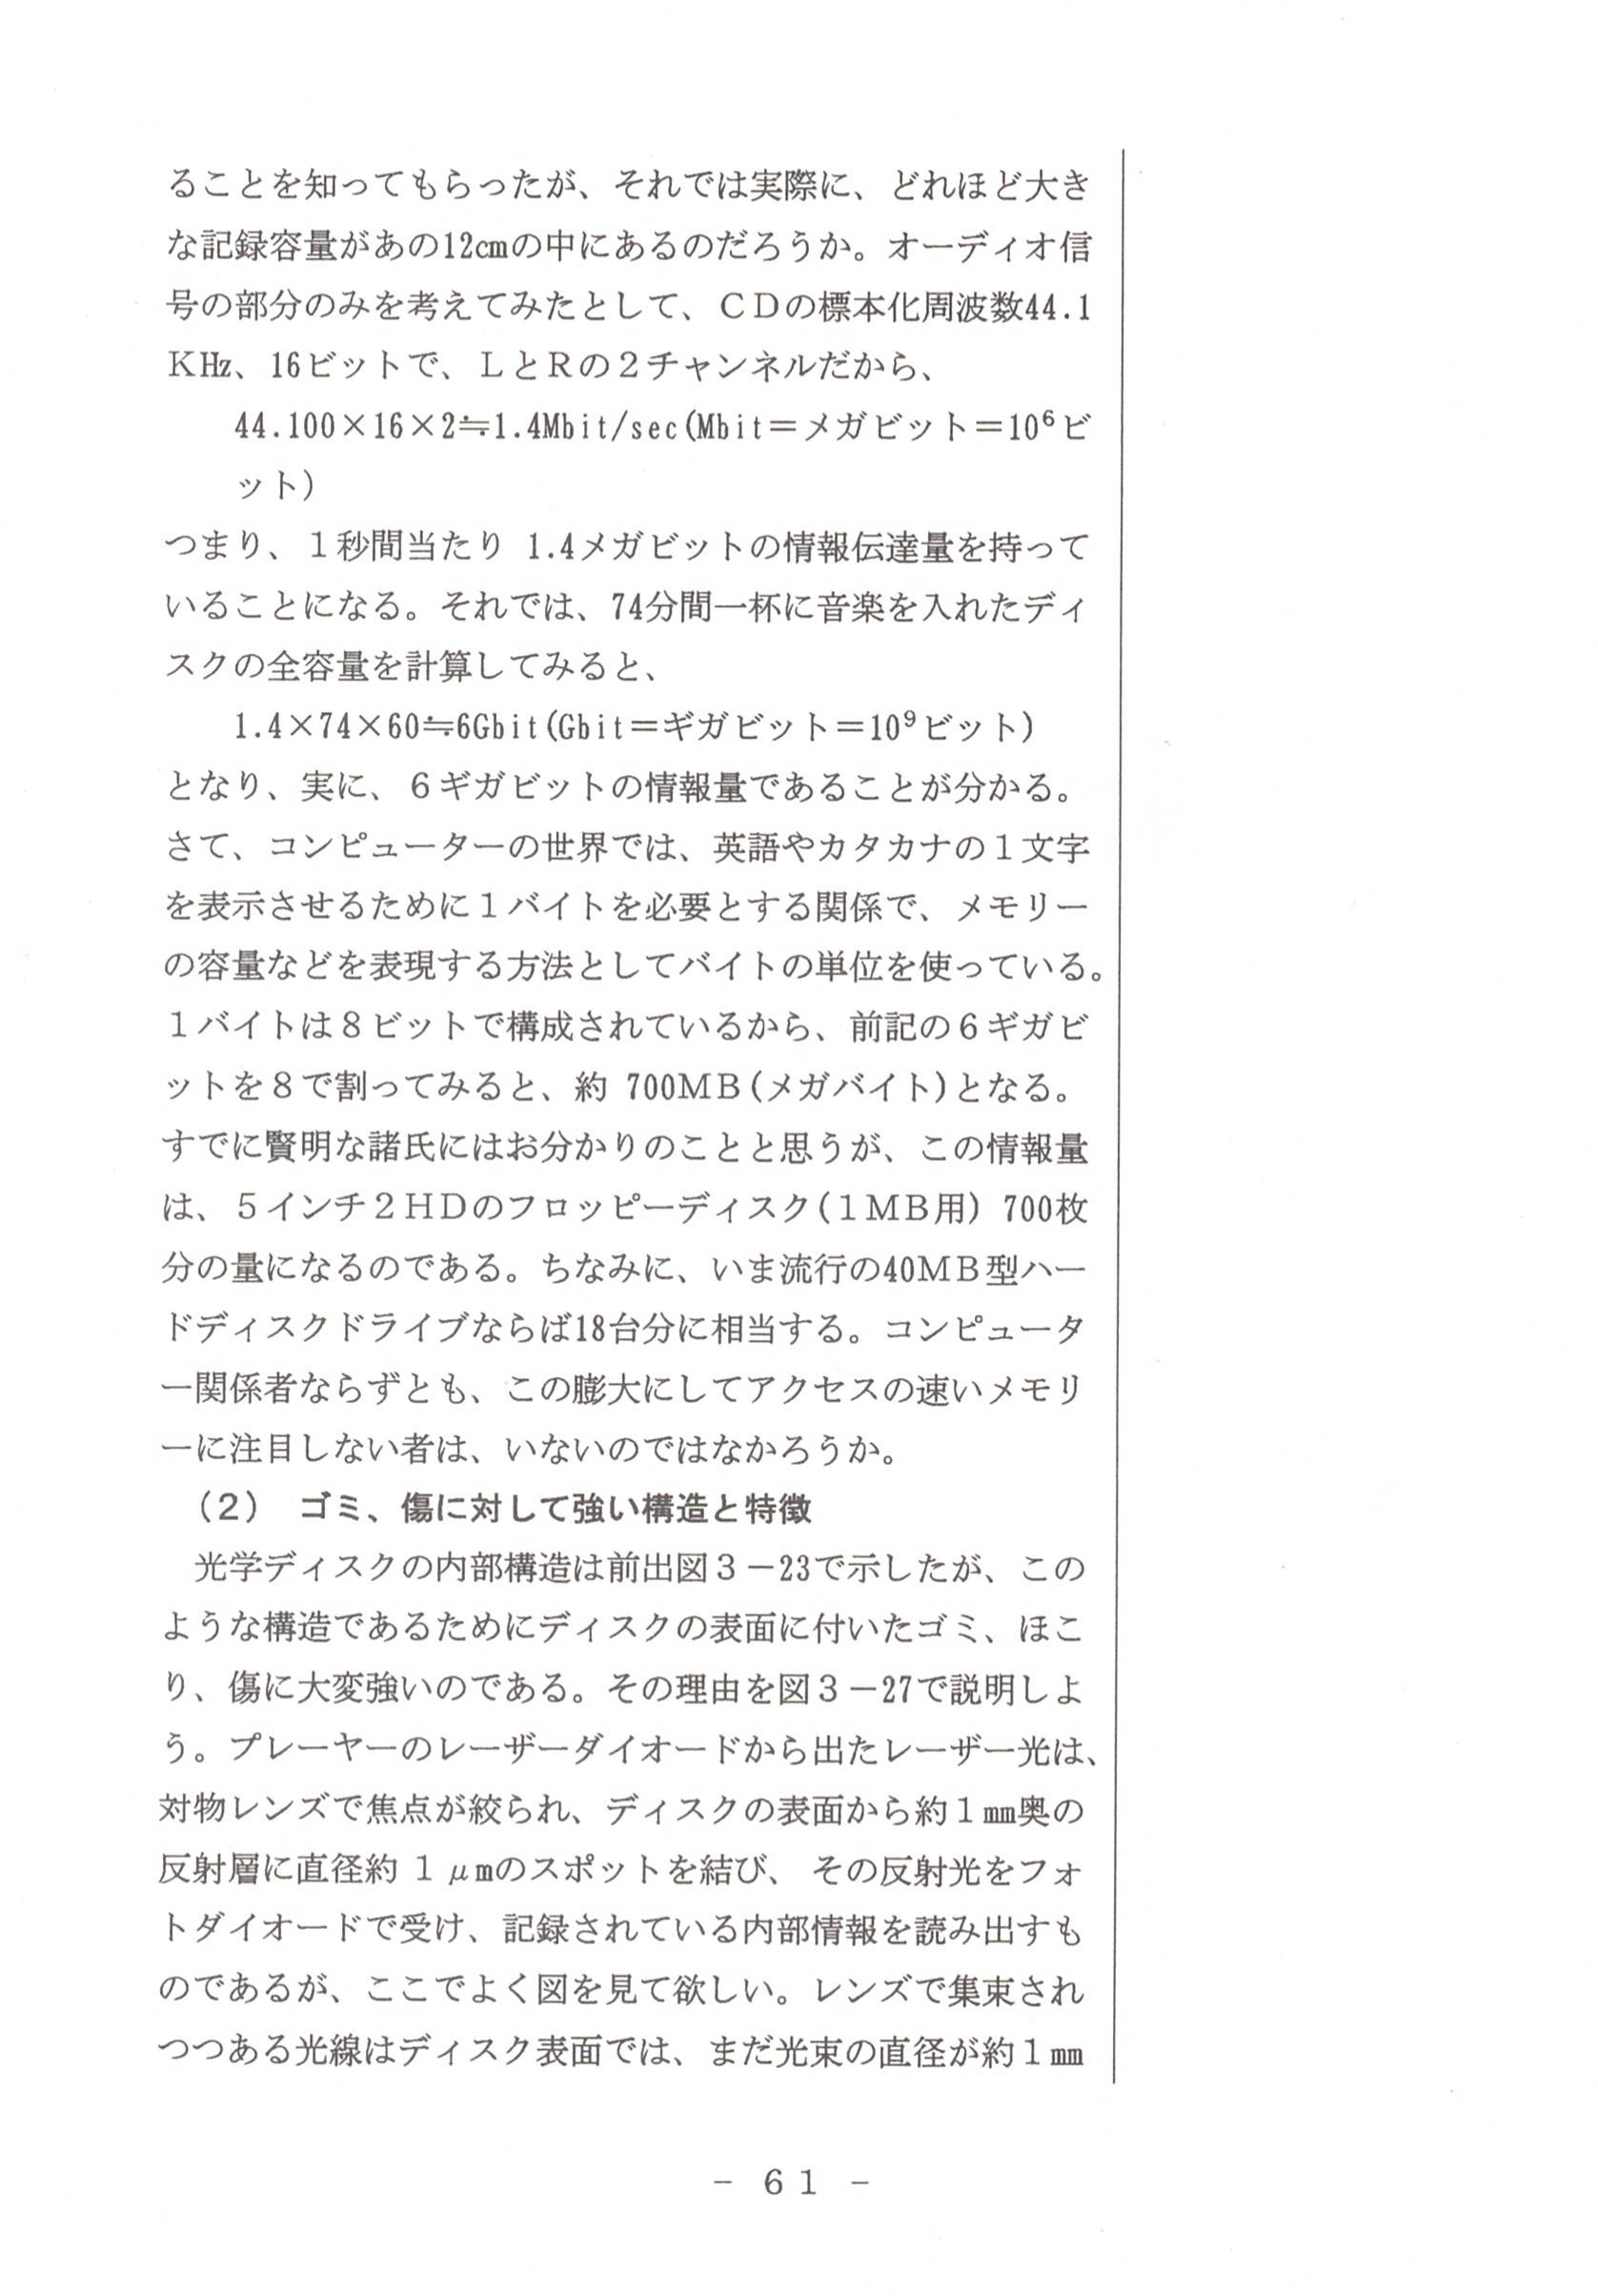 ることを知ってもらったが、それでは実際に、どれほど大き
な記録容量があの12cmの中にあるのだろうか。オーディオ信
号の部分のみを考えてみたとして、ＣＤの標本化周波数44.1
ＫHz、16ビットで、ＬとＲの２チャンネルだから、
44.100×16×2≒1.4Mbit/sec(Mbit＝メガビット＝10⁶ビ
ット)
つまり、１秒間当たり 1.4メガビットの情報伝達量を持って
いることになる。それでは、74分間一杯に音楽を入れたディ
スクの全容量を計算してみると、
1.4×74×60≒6Gbit(Gbit＝ギガビット＝10⁹ビット)
となり、実に、６ギガビットの情報量であることが分かる。
さて、コンピューターの世界では、英語やカタカナの１文字
を表示させるために１バイトを必要とする関係で、メモリー
の容量などを表現する方法としてバイトの単位を使っている。
１バイトは８ビットで構成されているから、前記の６ギガビ
ットを８で割ってみると、約 700ＭＢ(メガバイト)となる。
すでに賢明な諸氏にはお分かりのことと思うが、この情報量
は、５インチ２ＨＤのフロッピーディスク(１ＭＢ用) 700枚
分の量になるのである。ちなみに、いま流行の40ＭＢ型ハー
ドディスクドライブならば18台分に相当する。コンピュータ
ー関係者ならずとも、この膨大にしてアクセスの速いメモリ
ーに注目しない者は、いないのではなかろうか。
（２） ゴミ、傷に対して強い構造と特徴
光学ディスクの内部構造は前出図３－23で示したが、この
ような構造であるためにディスクの表面に付いたゴミ、ほこ
り、傷に大変強いのである。その理由を図３－27で説明しよ
う。プレーヤーのレーザーダイオードから出たレーザー光は、
対物レンズで焦点が絞られ、ディスクの表面から約１㎜奥の
反射層に直径約 １μmのスポットを結び、 その反射光をフォ
トダイオードで受け、記録されている内部情報を読み出すも
のであるが、ここでよく図を見て欲しい。レンズで集束され
つつある光線はディスク表面では、まだ光束の直径が約１㎜
－ ６１ －